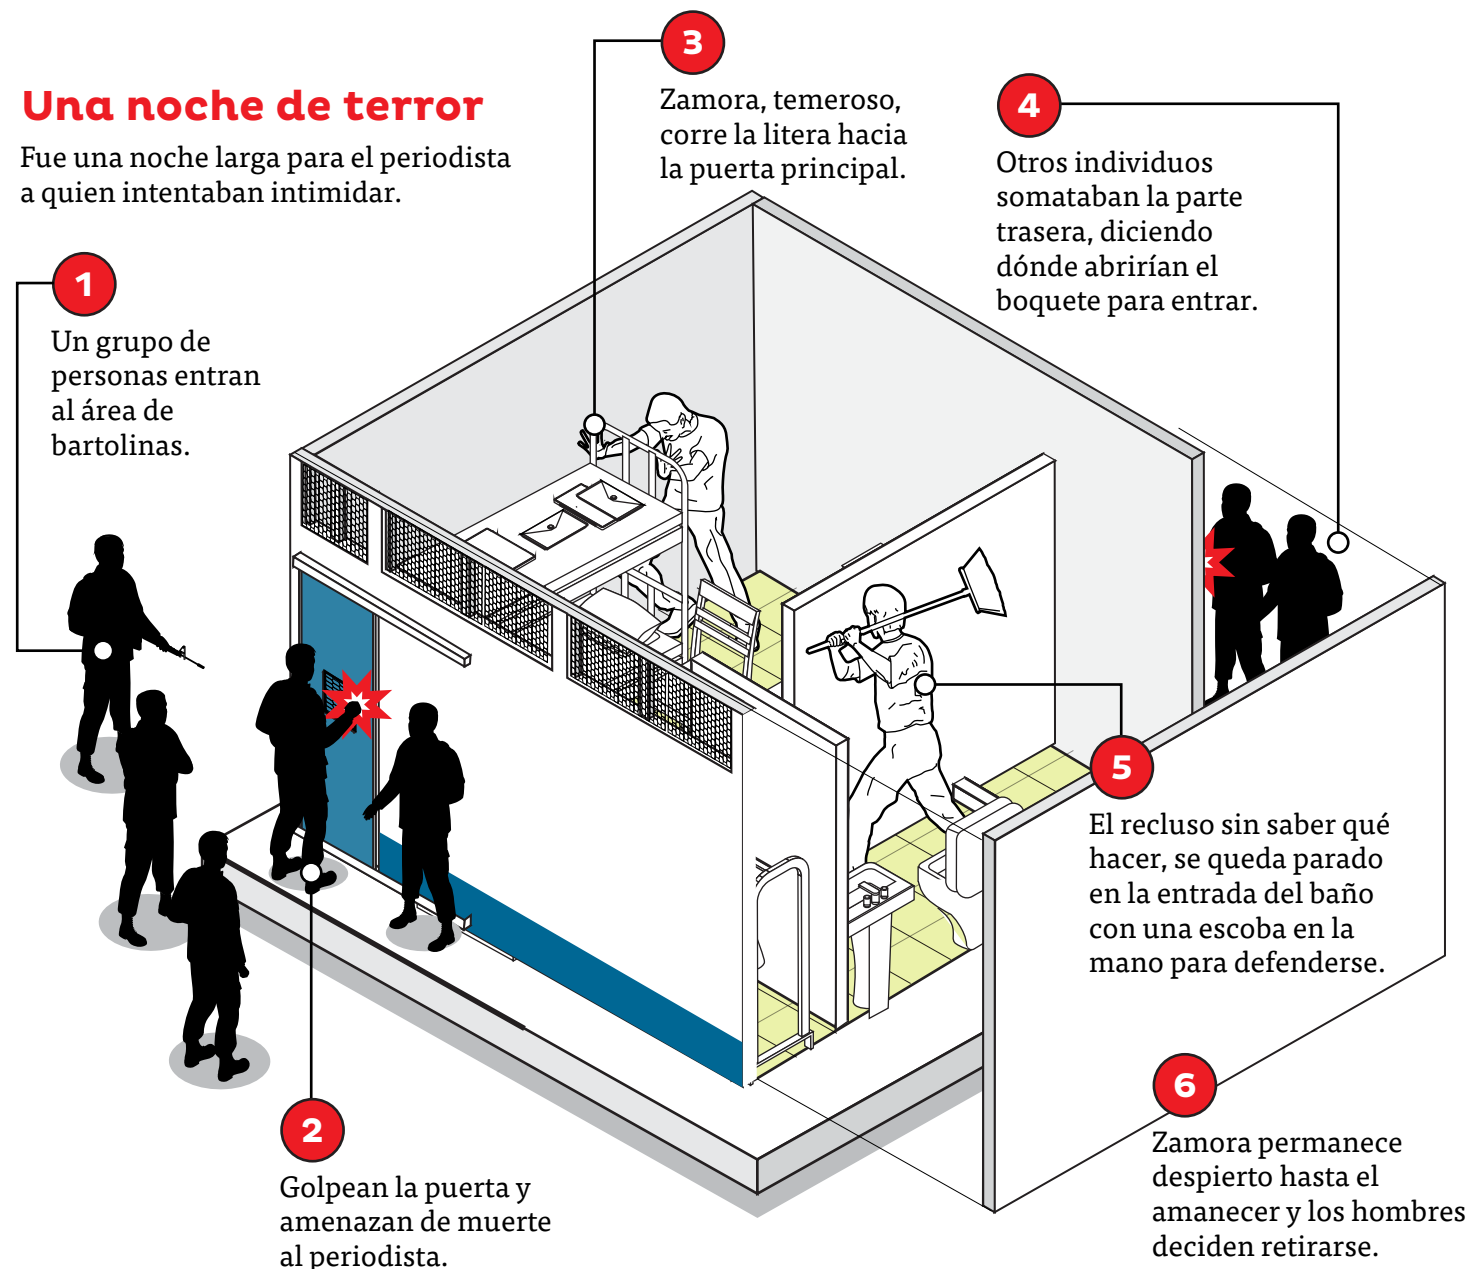 Una noche de terror
Fue una noche larga para el periodista
a quien intentaban intimidar.
1
Un grupo de
personas entran
al área de
bartolinas.
2
Golpean la puerta y
amenazan de muerte
al periodista.
3
Zamora, temeroso,
corre la litera hacia
la puerta principal.
4
Otros individuos
somataban la parte
trasera, diciendo
dónde abrirían el
boquete para entrar.
5
El recluso sin saber qué
hacer, se queda parado
en la entrada del baño
con una escoba en la
mano para defenderse.
6
Zamora permanece
despierto hasta el
amanecer y los hombres
deciden retirarse.